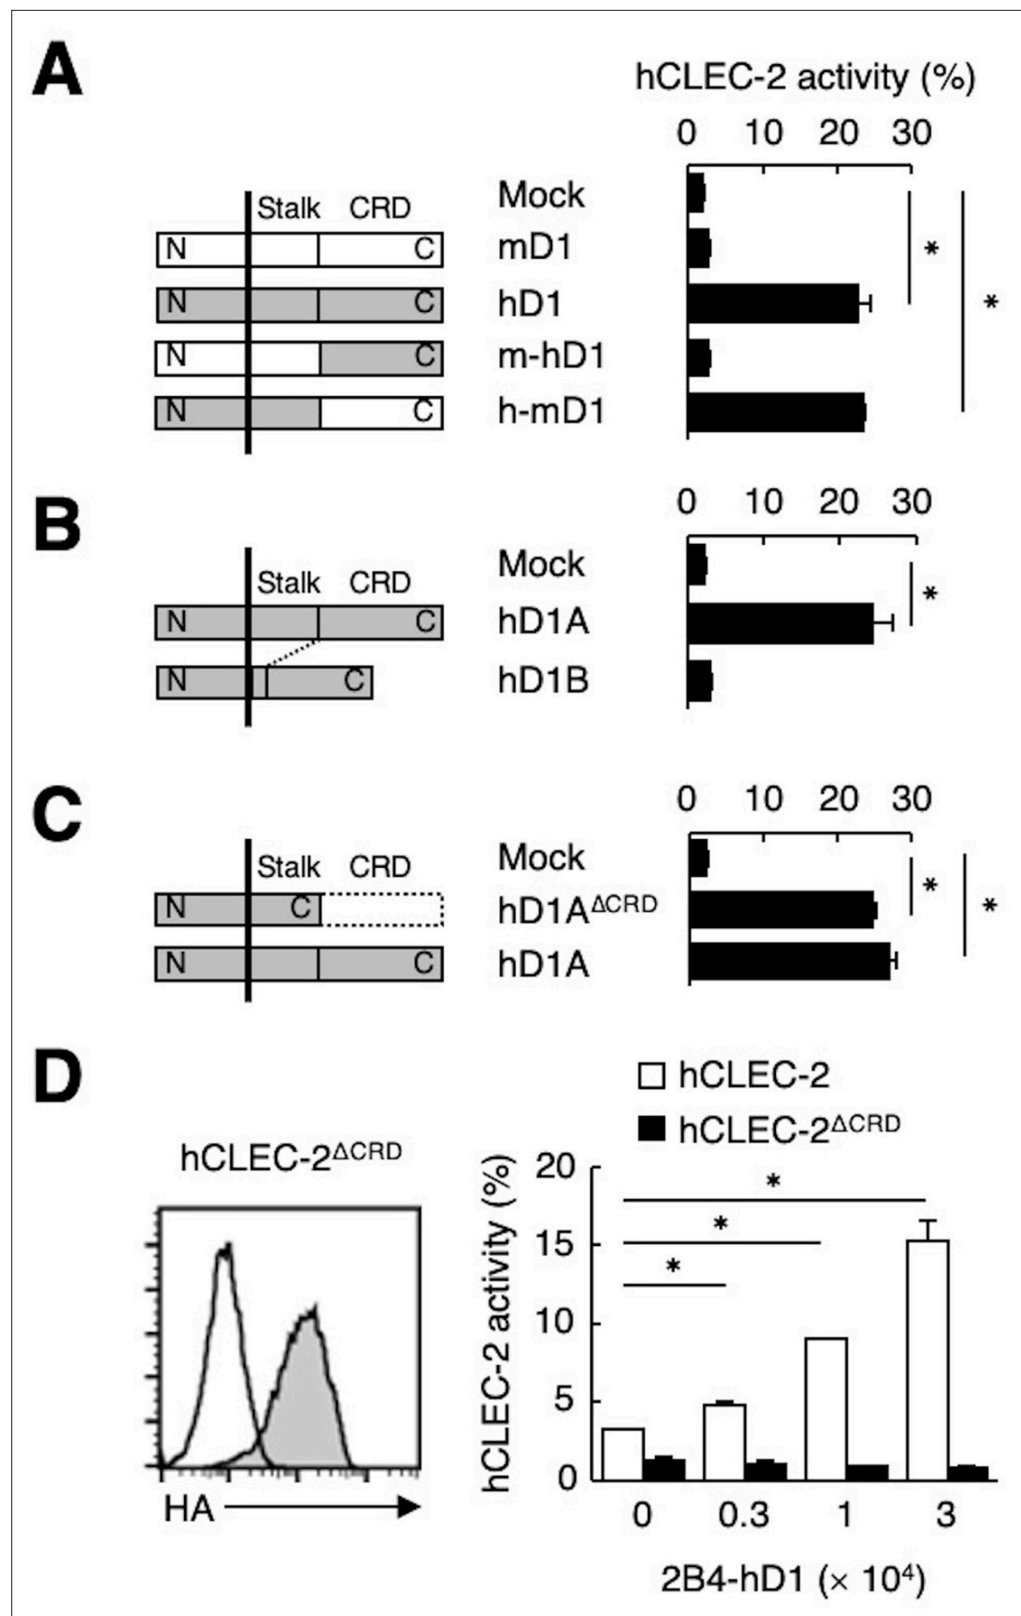 A
hCLEC-2 activity (%)
0 10 20 30
Stalk CRD
Mock
N C mD1
N C hD1
N C m-hD1
N C h-mD1
*
*
B
0 10 20 30
Stalk CRD
Mock
N C hD1A
N C hD1B
*
C
0 10 20 30
Stalk CRD
Mock
N C hD1AΔCRD
N C hD1A
*
*
D
hCLEC-2ΔCRD
HA
hCLEC-2
hCLEC-2ΔCRD
hCLEC-2 activity (%)
20
15
10
5
0
*
*
*
0 0.3 1 3
2B4-hD1 (× 10⁴)